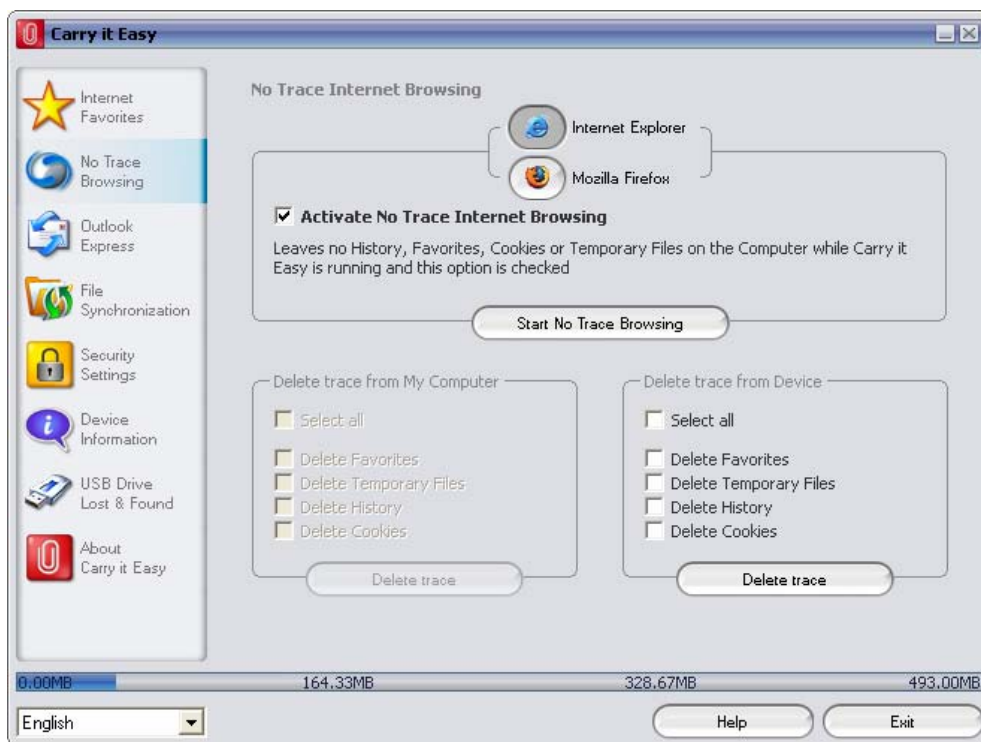 Carry it Easy
Internet
Favorites
No Trace
Browsing
Outlook
Express
File
Synchronization
Security
Settings
Device
Information
USB Drive
Lost & Found
About
Carry it Easy
No Trace Internet Browsing
Internet Explorer
Mozilla Firefox
Activate No Trace Internet Browsing
Leaves no History, Favorites, Cookies or Temporary Files on the Computer while Carry it
Easy is running and this option is checked
Start No Trace Browsing
Delete trace from My Computer
Select all
Delete Favorites
Delete Temporary Files
Delete History
Delete Cookies
Delete trace
Delete trace from Device
Select all
Delete Favorites
Delete Temporary Files
Delete History
Delete Cookies
Delete trace
0.00MB 164.33MB 328.67MB 493.00MB
English
Help
Exit